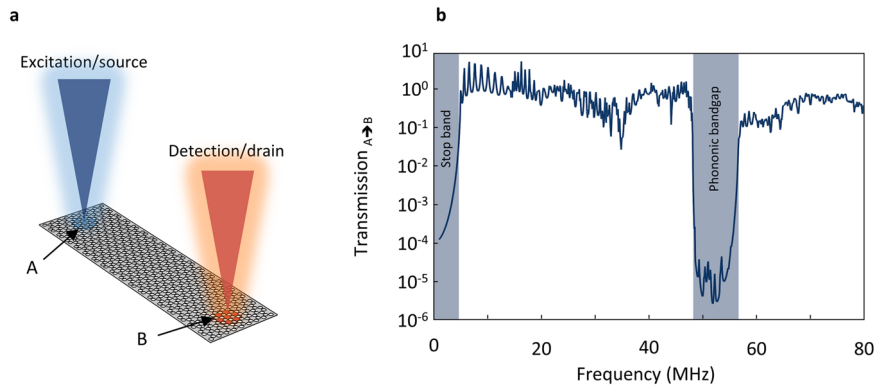 a
Excitation/source
Detection/drain
A
B
b
Transmission A→B
10^1
10^0
10^-1
10^-2
10^-3
10^-4
10^-5
10^-6
Stop band
Phononic bandgap
0
20
40
60
80
Frequency (MHz)